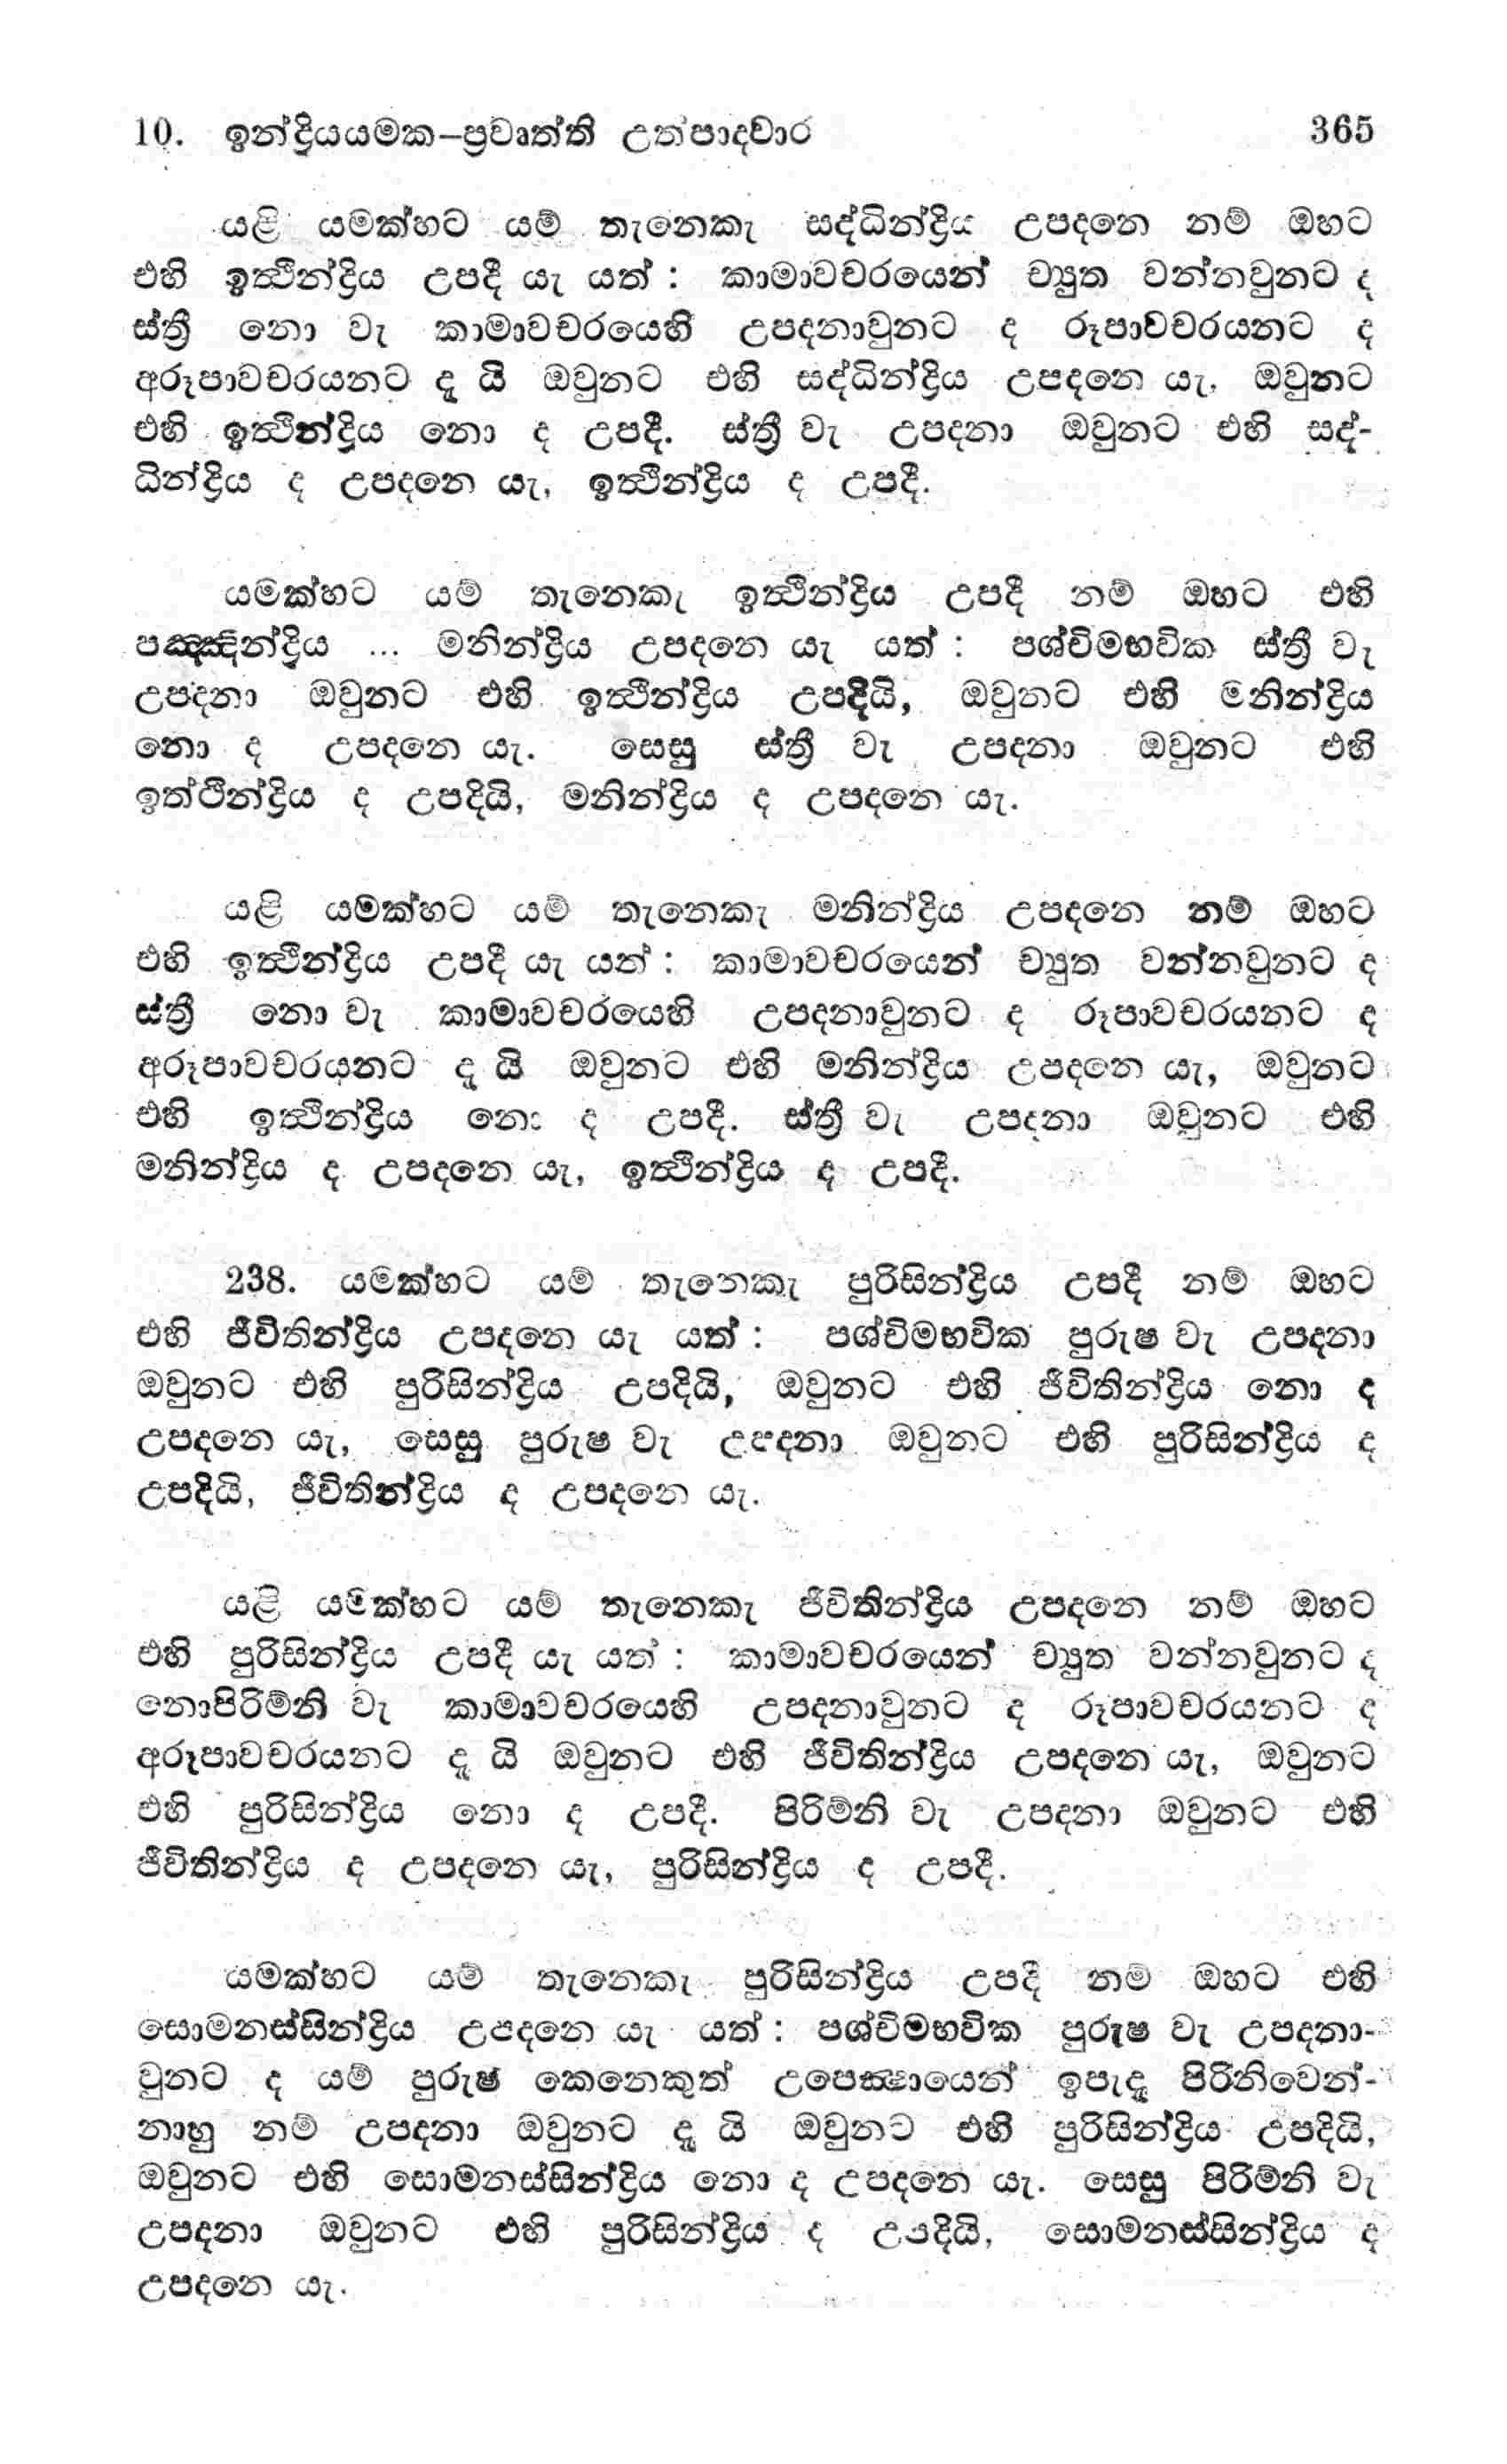 10. ඉන්ද්‍රියයමක–ප්‍රවෘත්ති උත්පාදවාර 365
යළි යමක්හට යම් තැනෙකැ සද්ධින්ද්‍රිය උපදනෙ නම් ඔහට
එහි ඉත්‍ථින්ද්‍රිය උපදී යැ යත් : කාමාවචරයෙන් ච්‍යුත වන්නවුනට ද
ස්ත්‍රී නො වැ කාමාවචරයෙහි උපදනාවුනට ද රූපාවචරයනට ද
අරූපාවචරයනට දැ යි ඔවුනට එහි සද්ධින්ද්‍රිය උපදනෙ යැ, ඔවුනට
එහි ඉත්‍ථින්ද්‍රිය නො ද උපදී. ස්ත්‍රී වැ උපදනා ඔවුනට එහි සද්-
ධින්ද්‍රිය ද උපදනෙ යැ, ඉත්‍ථින්ද්‍රිය ද උපදී.
යමක්හට යම් තැනෙකැ ඉත්‍ථින්ද්‍රිය උපදී නම් ඔහට එහි
පඤ්ඤින්ද්‍රිය ... මනින්ද්‍රිය උපදනෙ යැ යත් : පශ්චිමභවික ස්ත්‍රී වැ
උපදනා ඔවුනට එහි ඉත්‍ථින්ද්‍රිය උපදියි, ඔවුනට එහි මනින්ද්‍රිය
නො ද උපදනෙ යැ. සෙසු ස්ත්‍රී වැ උපදනා ඔවුනට එහි
ඉත්ථින්ද්‍රිය ද උපදියි, මනින්ද්‍රිය ද උපදනෙ යැ.
යළි යමක්හට යම් තැනෙකැ මනින්ද්‍රිය උපදනෙ නම් ඔහට
එහි ඉත්‍ථින්ද්‍රිය උපදී යැ යත් : කාමාවචරයෙන් ච්‍යුත වන්නවුනට ද
ස්ත්‍රී නො වැ කාමාවචරයෙහි උපදනාවුනට ද රූපාවචරයනට ද
අරූපාවචරයනට දැ යි ඔවුනට එහි මනින්ද්‍රිය උපදනෙ යැ, ඔවුනට
එහි ඉත්‍ථින්ද්‍රිය නො ද උපදී. ස්ත්‍රී වැ උපදනා ඔවුනට එහි
මනින්ද්‍රිය ද උපදනෙ යැ, ඉත්‍ථින්ද්‍රිය ද උපදී.
238. යමක්හට යම් තැනෙකැ පුරිසින්ද්‍රිය උපදී නම් ඔහට
එහි ජීවිතින්ද්‍රිය උපදනෙ යැ යත් : පශ්චිමභවික පුරුෂ වැ උපදනා
ඔවුනට එහි පුරිසින්ද්‍රිය උපදියි, ඔවුනට එහි ජීවිතින්ද්‍රිය නො ද
උපදනෙ යැ, සෙසු පුරුෂ වැ උපදනා ඔවුනට එහි පුරිසින්ද්‍රිය ද
උපදියි, ජීවිතින්ද්‍රිය ද උපදනෙ යැ.
යළි යමක්හට යම් තැනෙකැ ජීවිතින්ද්‍රිය උපදනෙ නම් ඔහට
එහි පුරිසින්ද්‍රිය උපදී යැ යත් : කාමාවචරයෙන් ච්‍යුත වන්නවුනට ද
නොපිරිම්නි වැ කාමාවචරයෙහි උපදනාවුනට ද රූපාවචරයනට ද
අරූපාවචරයනට දැ යි ඔවුනට එහි ජීවිතින්ද්‍රිය උපදනෙ යැ, ඔවුනට
එහි පුරිසින්ද්‍රිය නො ද උපදී. පිරිම්නි වැ උපදනා ඔවුනට එහි
ජීවිතින්ද්‍රිය ද උපදනෙ යැ, පුරිසින්ද්‍රිය ද උපදී.
යමක්හට යම් තැනෙකැ පුරිසින්ද්‍රිය උපදී නම් ඔහට එහි
සොමනස්සින්ද්‍රිය උපදනෙ යැ යත් : පශ්චිමභවික පුරුෂ වැ උපදනා-
වුනට ද යම් පුරුෂ කෙනෙකුත් උපෙක්‍ෂායෙන් ඉපැදැ පිරිනිවෙන්-
නාහු නම් උපදනා ඔවුනට දැ යි ඔවුනට එහි පුරිසින්ද්‍රිය උපදියි,
ඔවුනට එහි සොමනස්සින්ද්‍රිය නො ද උපදනෙ යැ. සෙසු පිරිම්නි වැ
උපදනා ඔවුනට එහි පුරිසින්ද්‍රිය ද උපදියි, සොමනස්සින්ද්‍රිය ද
උපදනෙ යැ.